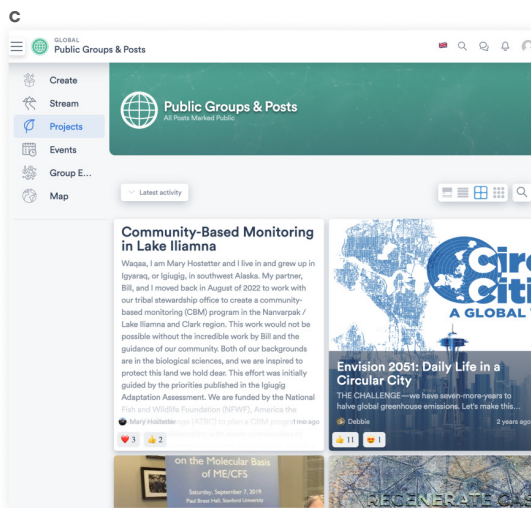 C
GLOBAL
Public Groups & Posts
Create
Stream
Projects
Events
Group E...
Map
Public Groups & Posts
All Posts Marked Public
Latest activity
Community-Based Monitoring
in Lake Iliamna
Waqaa, I am Mary Hostetter and I live in and grew up in
Igyaraq, or Igiugig, in southwest Alaska. My partner,
Bill, and I moved back in August of 2022 to work with
our tribal stewardship office to create a community-
based monitoring (CBM) program in the Nanvarpak /
Lake Iliamna and Clark region. This work would not be
possible without the incredible work by Bill and the
guidance of our community. Both of our backgrounds
are in the biological sciences, and we are inspired to
protect this land we hold dear. This effort was initially
guided by the priorities published in the Igiugig
Adaptation Assessment. We are funded by the National
Fish and Wildlife Foundation (NPFW), America the
Mary Hostetter
1mo ago
3
2
Circ
Citi
A GLOBAL
Envision 2051: Daily Life in a
Circular City
THE CHALLENGE—we have seven-more-years to
halve global greenhouse emissions. Let's make this...
Debbie
2 years ago
11
1
on the Molecular Basis
of ME/CFS
Saturday, September 7, 2019
Paul Brest Hall, Stanford University
REGENERATE CAS